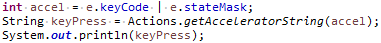 int accel = e.keyCode | e.stateMask;
String keyPress = Actions.getAcceleratorString(accel);
System.out.println(keyPress);